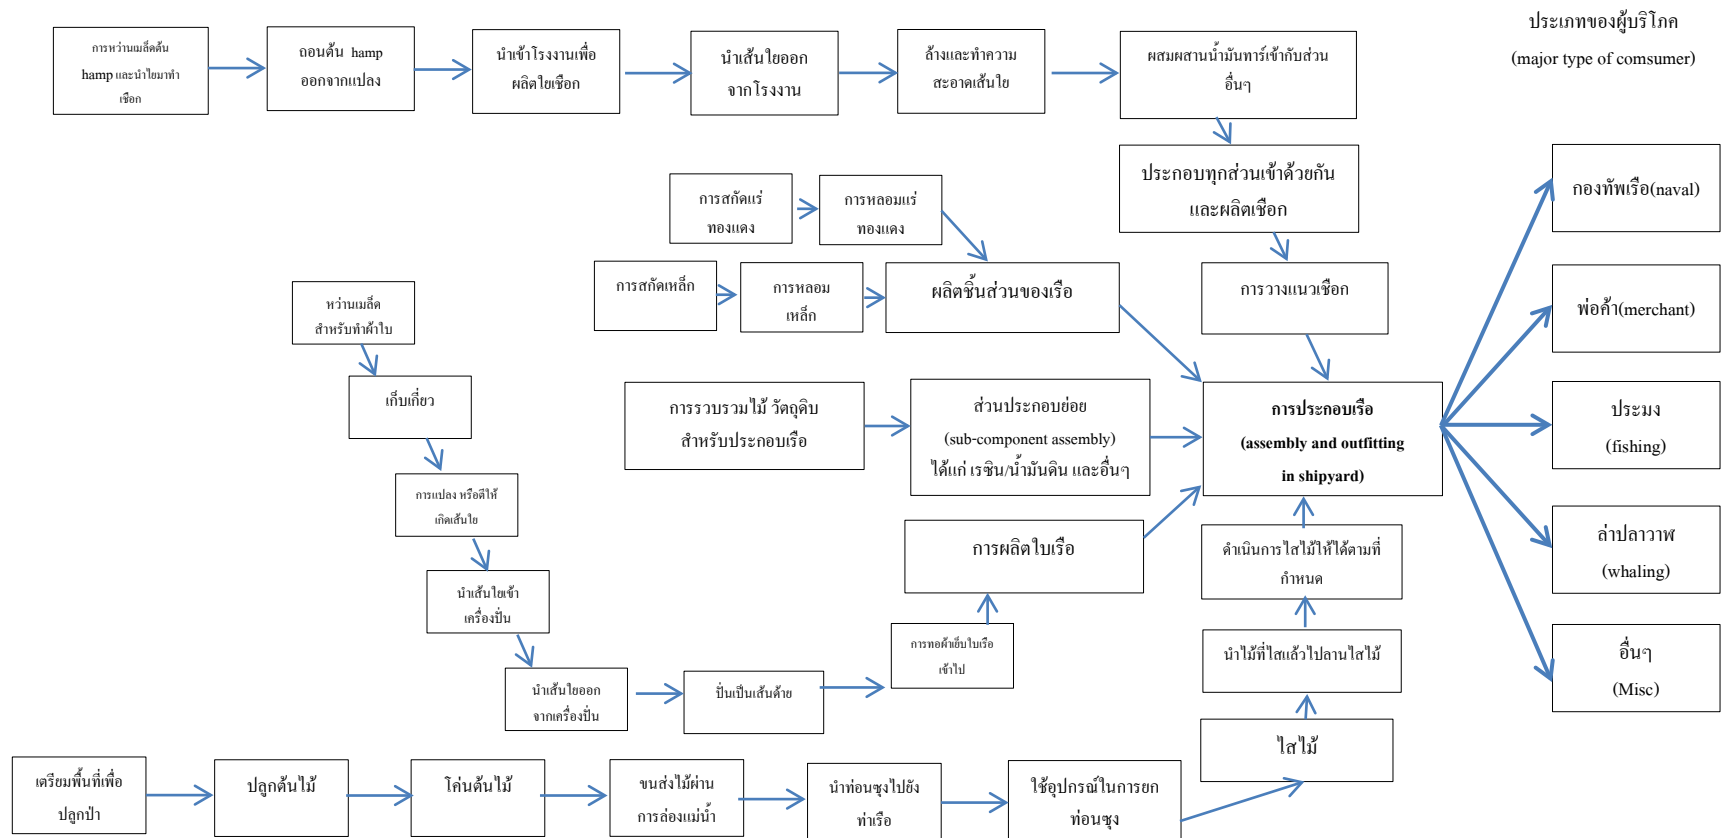 ประเภทของผู้บริโภค
(major type of comsumer)
การหว่านเมล็ดต้น
hamp และนำใยมาทำ
เชือก
ถอนต้น hamp
ออกจากแปลง
นำเข้าโรงงานเพื่อ
ผลิตใยเชือก
นำเส้นใยออก
จากโรงงาน
ล้างและทำความ
สะอาดเส้นใย
ผสมผสานน้ำมันทาร์เข้ากับส่วน
อื่นๆ
ประกอบทุกส่วนเข้าด้วยกัน
และผลิตเชือก
การวางแนวเชือก
การสกัดแร่
ทองแดง
การหลอมแร่
ทองแดง
การสกัดเหล็ก
การหลอม
เหล็ก
ผลิตชิ้นส่วนของเรือ
หว่านเมล็ด
สำหรับทำผ้าใบ
เก็บเกี่ยว
การแปลง หรือตีให้
เกิดเส้นใย
นำเส้นใยเข้า
เครื่องปั่น
นำเส้นใยออก
จากเครื่องปั่น
ปั่นเป็นเส้นด้าย
การทอผ้าเย็บใบเรือ
เข้าไป
การผลิตใบเรือ
การรวบรวมไม้ วัตถุดิบ
สำหรับประกอบเรือ
ส่วนประกอบย่อย
(sub-component assembly)
ได้แก่ เรซิน/น้ำมันดิน และอื่นๆ
การประกอบเรือ
(assembly and outfitting
in shipyard)
ดำเนินการไสไม้ให้ได้ตามที่
กำหนด
นำไม้ที่ไสแล้วไปลานไสไม้
ไสไม้
เตรียมพื้นที่เพื่อ
ปลูกป่า
ปลูกต้นไม้
โค่นต้นไม้
ขนส่งไม้ผ่าน
การล่องแม่น้ำ
นำท่อนซุงไปยัง
ท่าเรือ
ใช้อุปกรณ์ในการยก
ท่อนซุง
กองทัพเรือ(naval)
พ่อค้า(merchant)
ประมง
(fishing)
ล่าปลาวาฬ
(whaling)
อื่นๆ
(Misc)